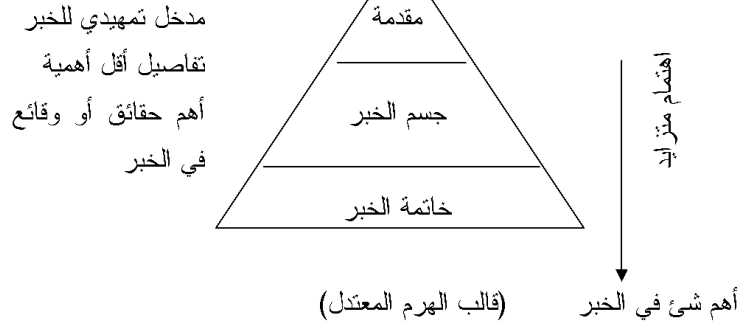 مدخل تمهيدي للخبر
تفاصيل أقل أهمية
أهم حقائق أو وقائع
في الخبر
مقدمة
جسم الخبر
خاتمة الخبر
اهتمام متزايد
أهم شئ في الخبر
(قالب الهرم المعتدل)